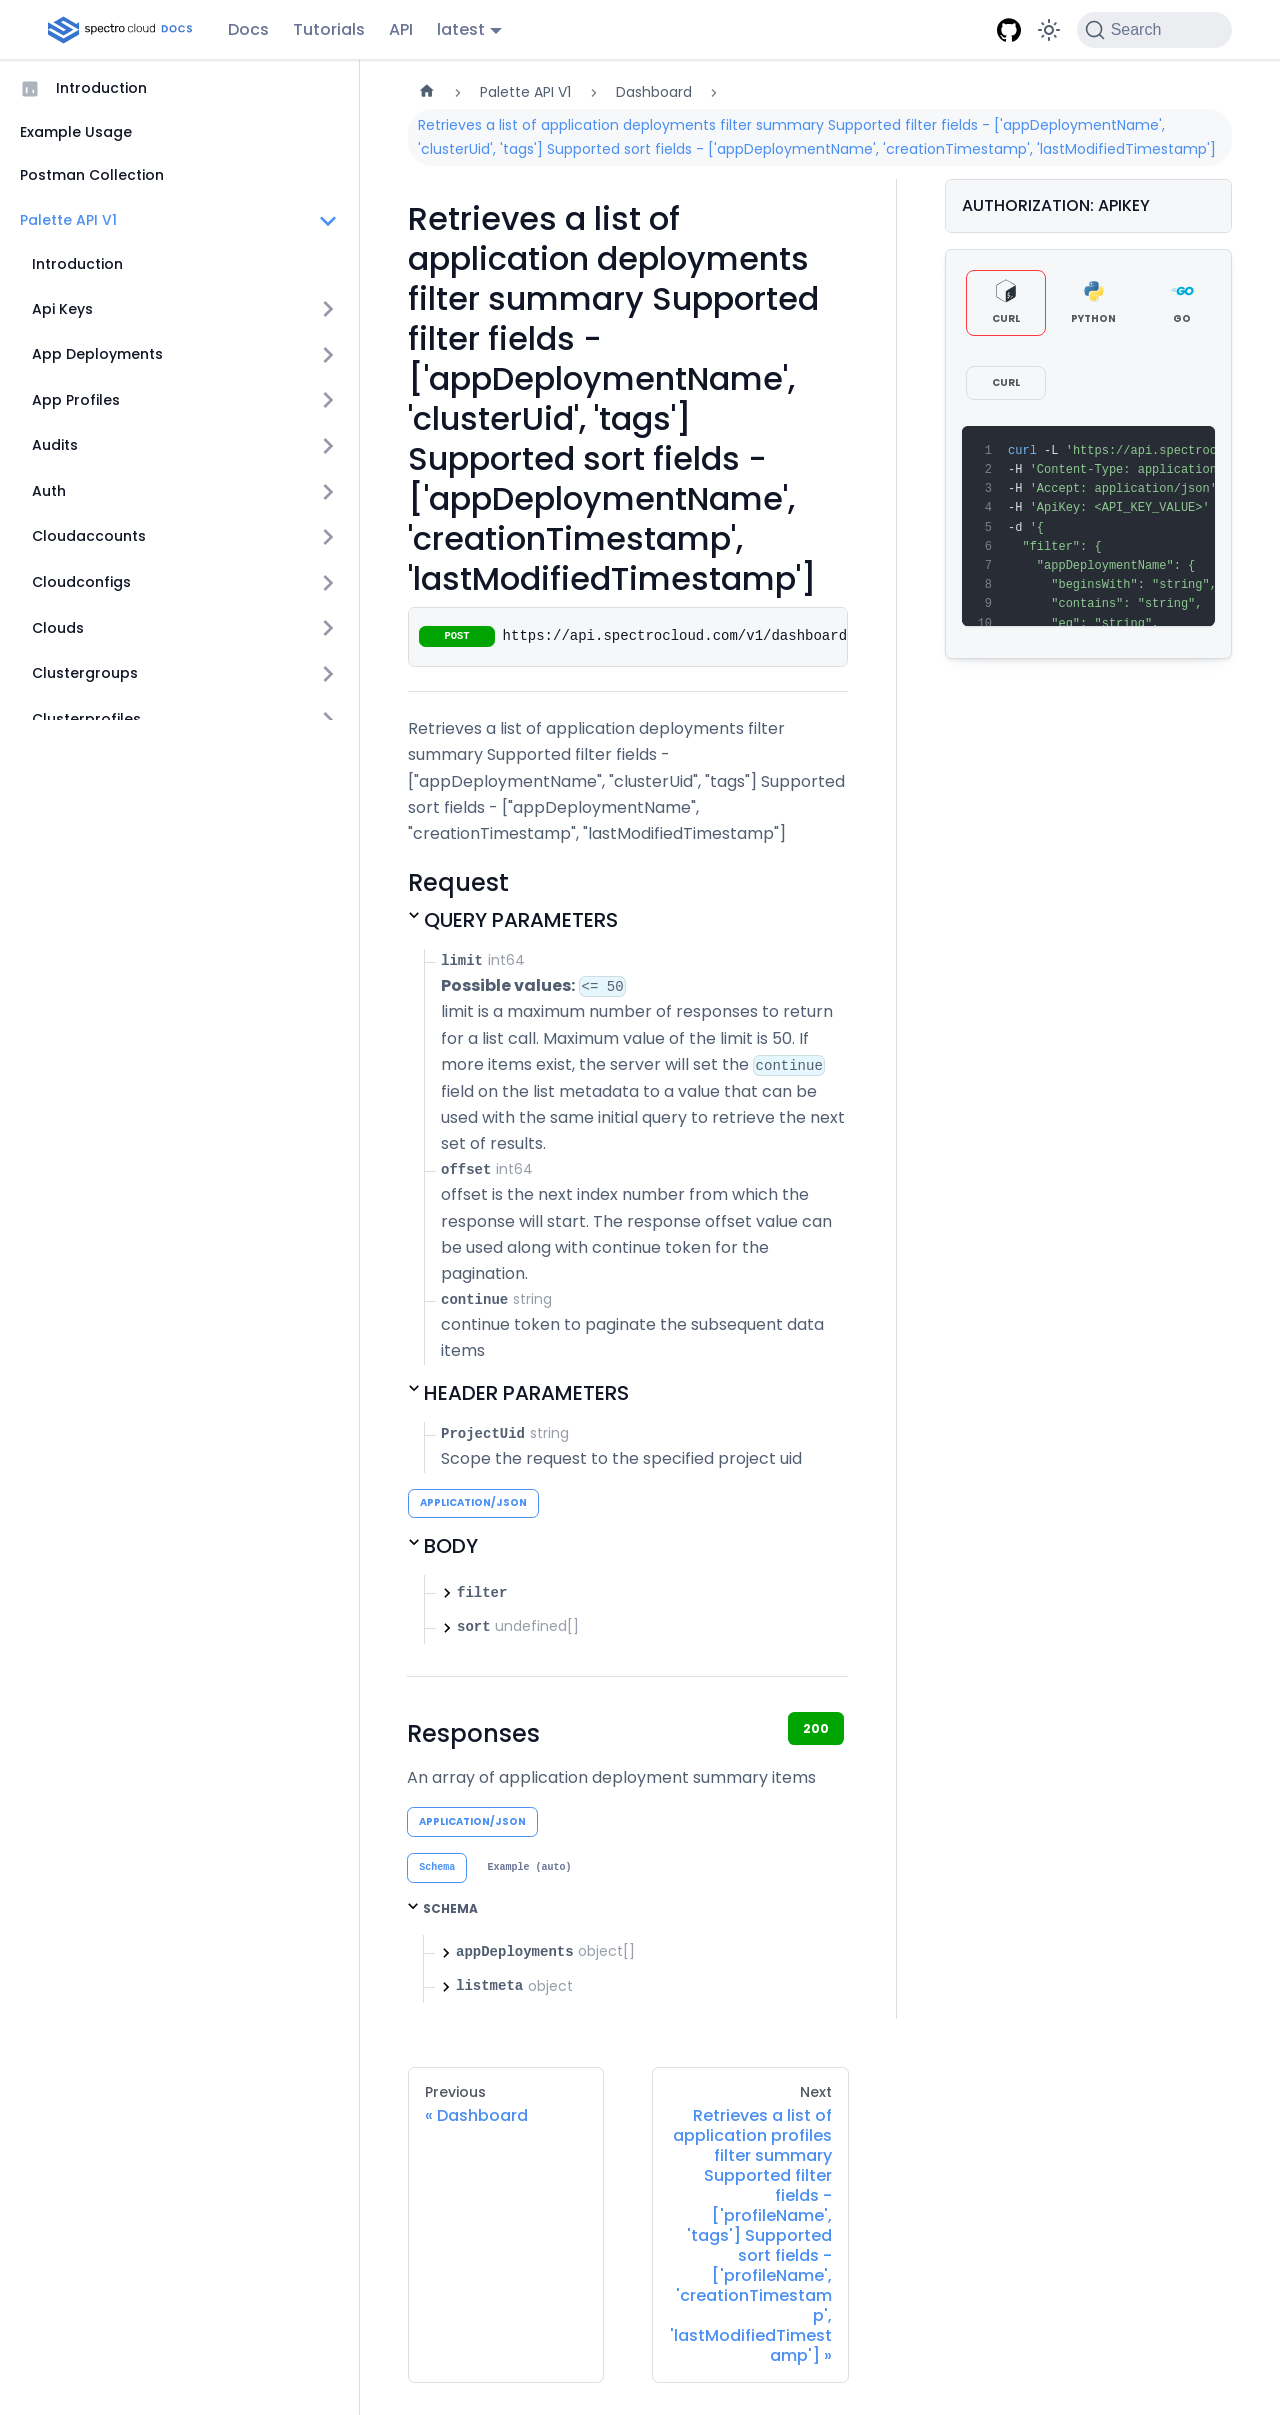 spectro cloud DOCS
Docs
Tutorials
API
latest
Search
Introduction
Example Usage
Postman Collection
Palette API V1
Introduction
Api Keys
App Deployments
App Profiles
Audits
Auth
Cloudaccounts
Cloudconfigs
Clouds
Clustergroups
Clusterprofiles
Palette API V1
Dashboard
Retrieves a list of application deployments filter summary Supported filter fields - ['appDeploymentName',
'clusterUid', 'tags'] Supported sort fields - ['appDeploymentName', 'creationTimestamp', 'lastModifiedTimestamp']
Retrieves a list of
application deployments
filter summary Supported
filter fields -
['appDeploymentName',
'clusterUid', 'tags']
Supported sort fields -
['appDeploymentName',
'creationTimestamp',
'lastModifiedTimestamp']
POST https://api.spectrocloud.com/v1/dashboard
Retrieves a list of application deployments filter
summary Supported filter fields -
["appDeploymentName", "clusterUid", "tags"] Supported
sort fields - ["appDeploymentName",
"creationTimestamp", "lastModifiedTimestamp"]
Request
QUERY PARAMETERS
limit int64
Possible values: <= 50
limit is a maximum number of responses to return
for a list call. Maximum value of the limit is 50. If
more items exist, the server will set the continue
field on the list metadata to a value that can be
used with the same initial query to retrieve the next
set of results.
offset int64
offset is the next index number from which the
response will start. The response offset value can
be used along with continue token for the
pagination.
continue string
continue token to paginate the subsequent data
items
HEADER PARAMETERS
ProjectUid string
Scope the request to the specified project uid
APPLICATION/JSON
BODY
filter
sort undefined[]
Responses
200
An array of application deployment summary items
APPLICATION/JSON
Schema
Example (auto)
SCHEMA
appDeployments object[]
listmeta object
AUTHORIZATION: APIKEY
CURL
PYTHON
GO
CURL
1 curl -L 'https://api.spectroc
2 -H 'Content-Type: application
3 -H 'Accept: application/json'
4 -H 'ApiKey: <API_KEY_VALUE>'
5 -d '{
6 "filter": {
7 "appDeploymentName": {
8 "beginsWith": "string",
9 "contains": "string",
10 "eq": "string",
Previous
« Dashboard
Next
Retrieves a list of
application profiles
filter summary
Supported filter
fields -
['profileName',
'tags'] Supported
sort fields -
['profileName',
'creationTimestam
p',
'lastModifiedTimest
amp'] »